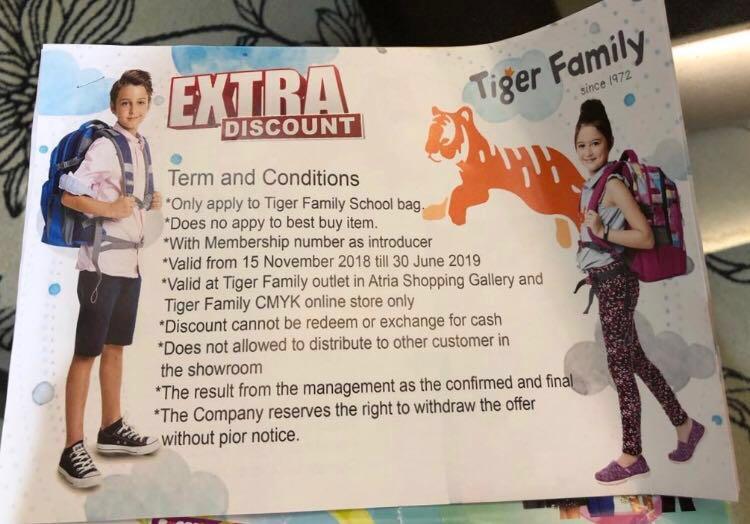 EXTRA
DISCOUNT
Tiger Family
since 1972
Term and Conditions
*Only apply to Tiger Family School bag.
*Does no appy to best buy item.
*With Membership number as introducer
*Valid from 15 November 2018 till 30 June 2019
*Valid at Tiger Family outlet in Atria Shopping Gallery and
Tiger Family CMYK online store only
*Discount cannot be redeem or exchange for cash
*Does not allowed to distribute to other customer in
the showroom
*The result from the management as the confirmed and final
*The Company reserves the right to withdraw the offer
without pior notice.